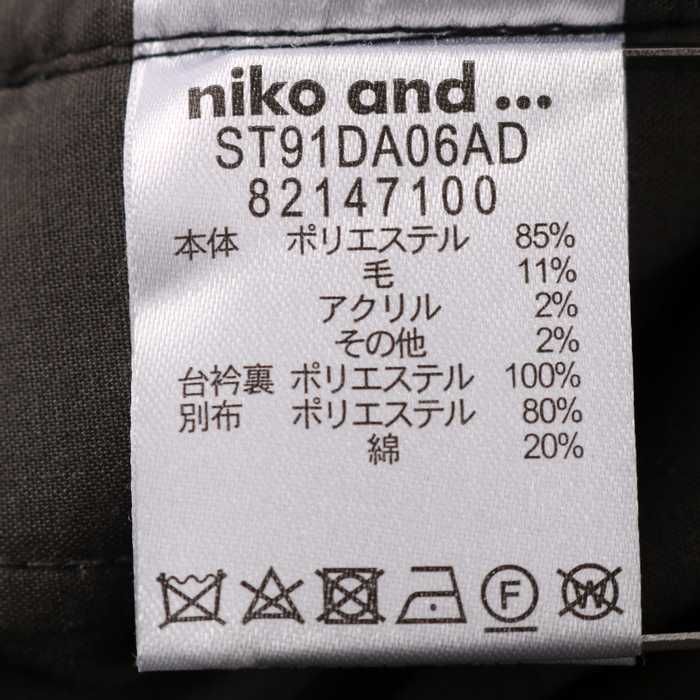 niko and ...
ST91DA06AD
82147100
本体 ポリエステル 85%
毛 11%
アクリル 2%
その他 2%
台衿裏 ポリエステル 100%
別布 ポリエステル 80%
綿 20%
F W